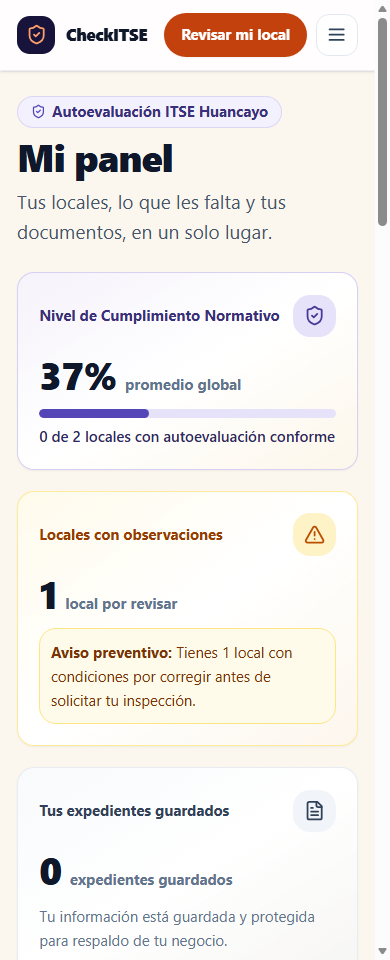 CheckITSE
Revisar mi local
Autoevaluación ITSE Huancayo
Mi panel
Tus locales, lo que les falta y tus
documentos, en un solo lugar.
Nivel de Cumplimiento Normativo
37% promedio global
0 de 2 locales con autoevaluación conforme
Locales con observaciones
1 local por revisar
Aviso preventivo: Tienes 1 local con
condiciones por corregir antes de
solicitar tu inspección.
Tus expedientes guardados
0 expedientes guardados
Tu información está guardada y protegida
para respaldo de tu negocio.